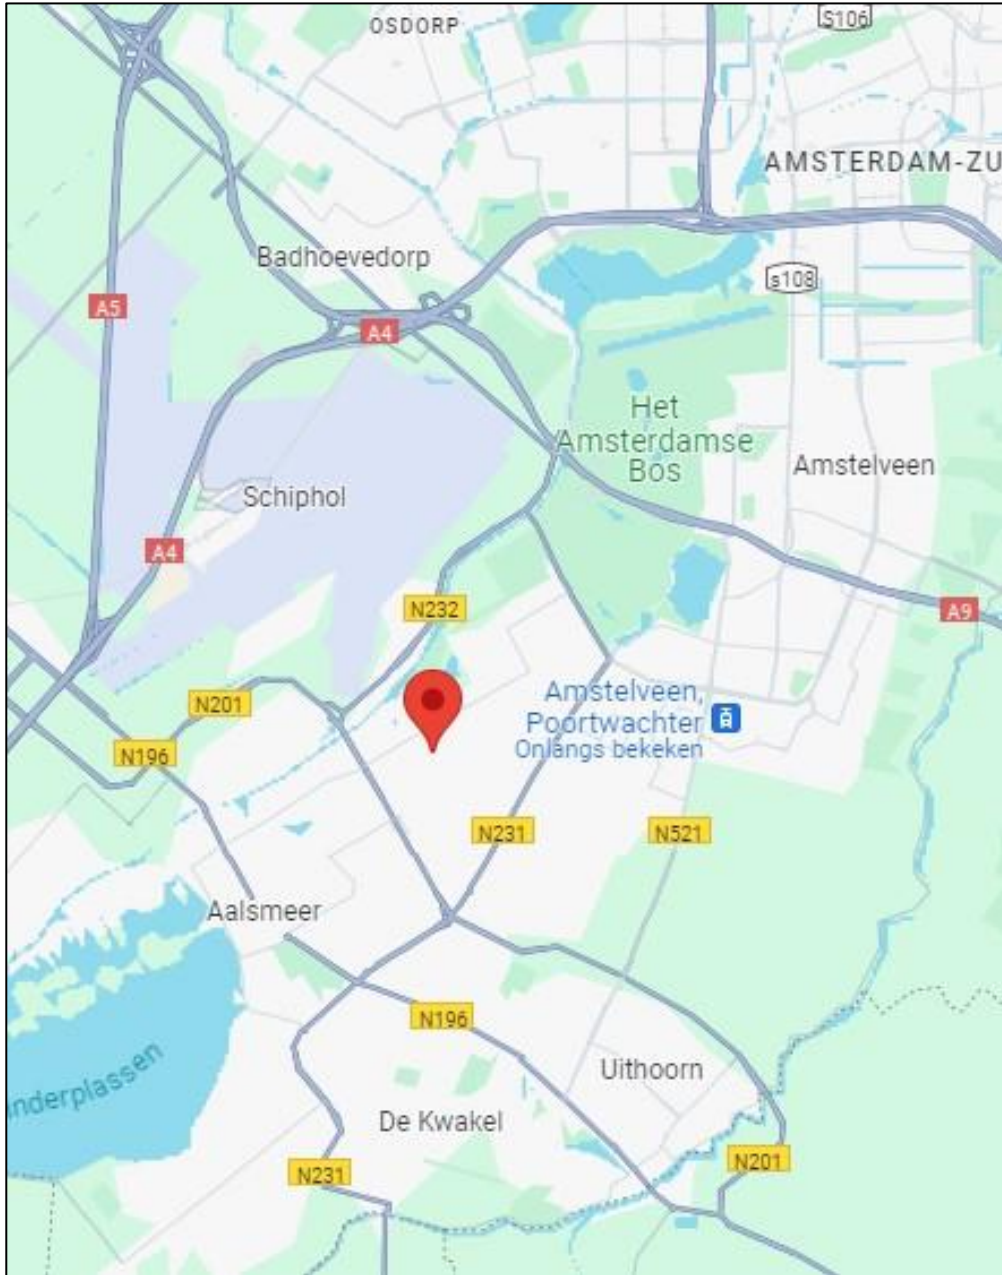 OSDORP
S106
AMSTERDAM-ZU
Badhoevedorp
s108
A5
A4
Het
Amsterdamse
Bos
Amstelveen
Schiphol
A4
N232
A9
N201
Amstelveen,
Poortwachter
Onlangs bekeken
N196
N231
N521
Aalsmeer
N196
inderplassen
Uithoorn
De Kwakel
N231
N201